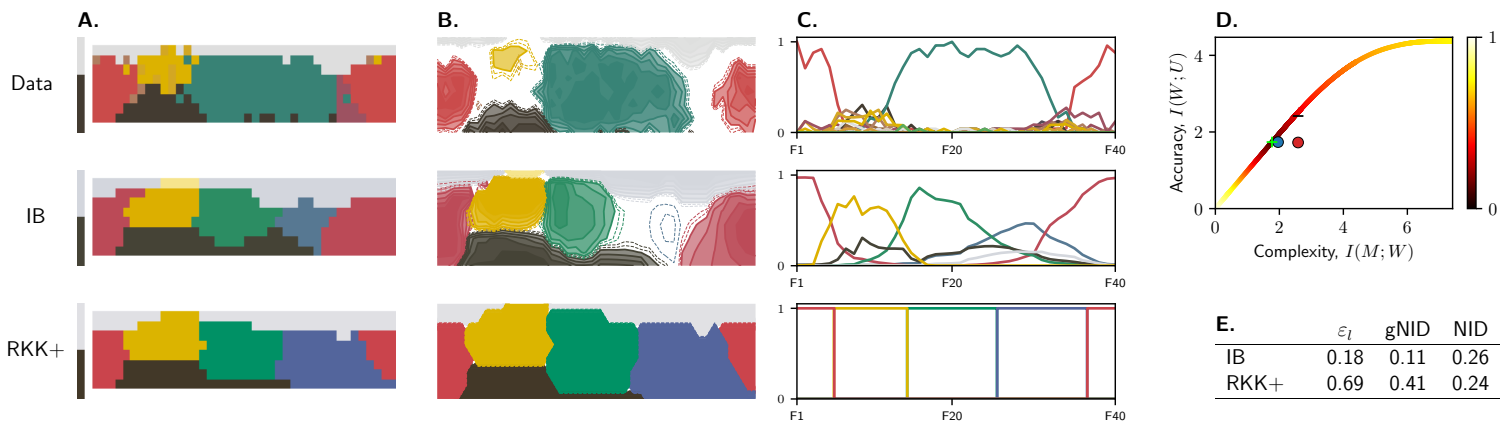 A.
B.
C.
D.
Data
IB
RKK+
1
0
F1
F20
F40
1
0
F1
F20
F40
1
0
F1
F20
F40
Accuracy, I(W; U)
4
2
0
0
2
4
6
Complexity, I(M; W)
1
0
E.
εl gNID NID
IB 0.18 0.11 0.26
RKK+ 0.69 0.41 0.24